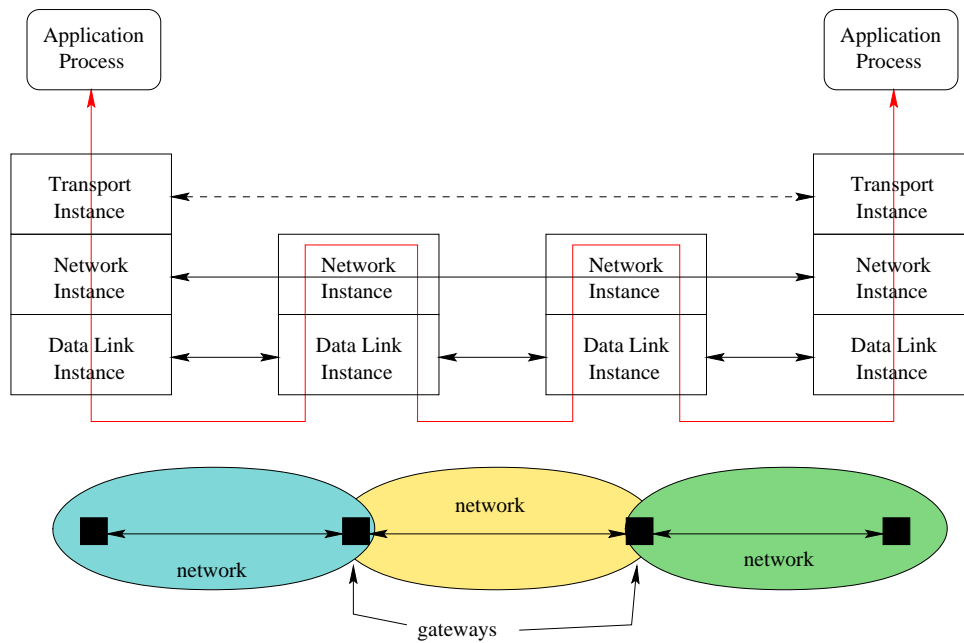 Application
Process
Application
Process
Transport
Instance
Transport
Instance
Network
Instance
Network
Instance
Network
Instance
Network
Instance
Data Link
Instance
Data Link
Instance
Data Link
Instance
Data Link
Instance
network
network
network
gateways